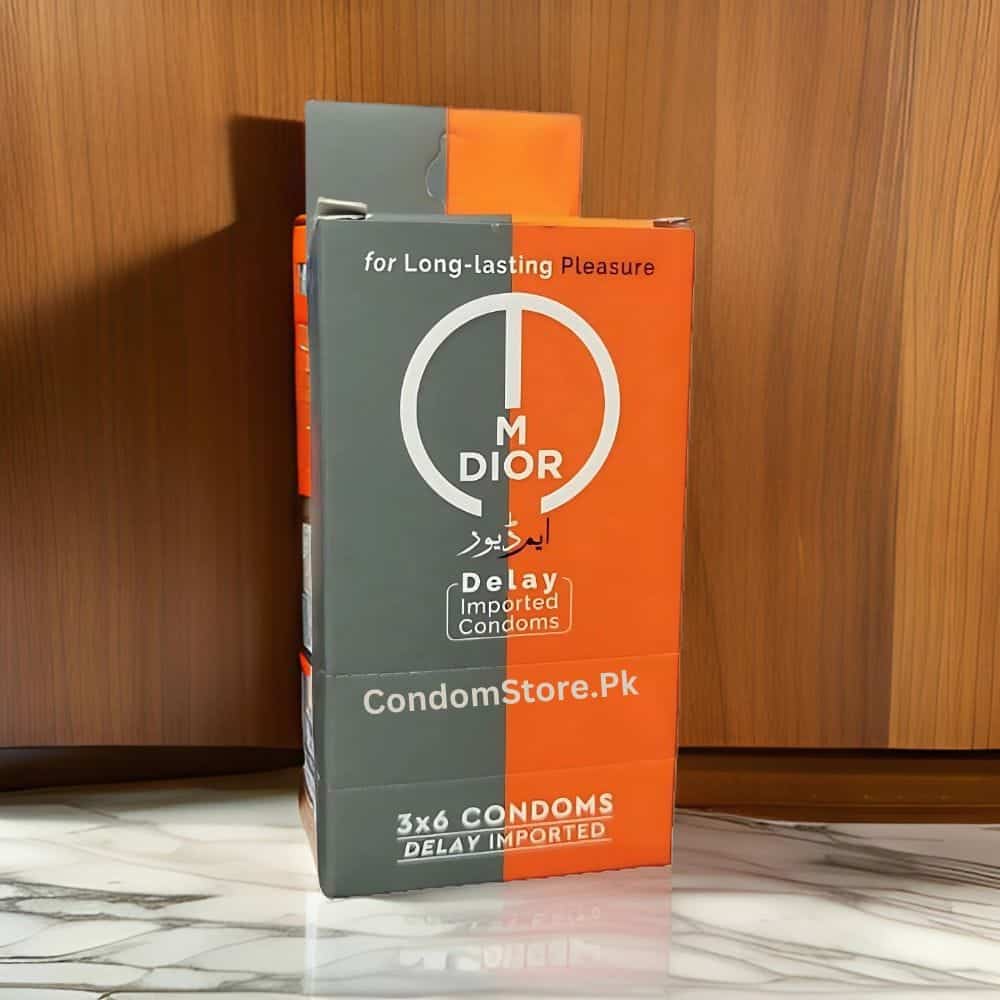 for Long-lasting Pleasure
M
DIOR
ایم ڈیور
Delay
Imported
Condoms
CondomStore.Pk
3x6 CONDOMS
DELAY IMPORTED